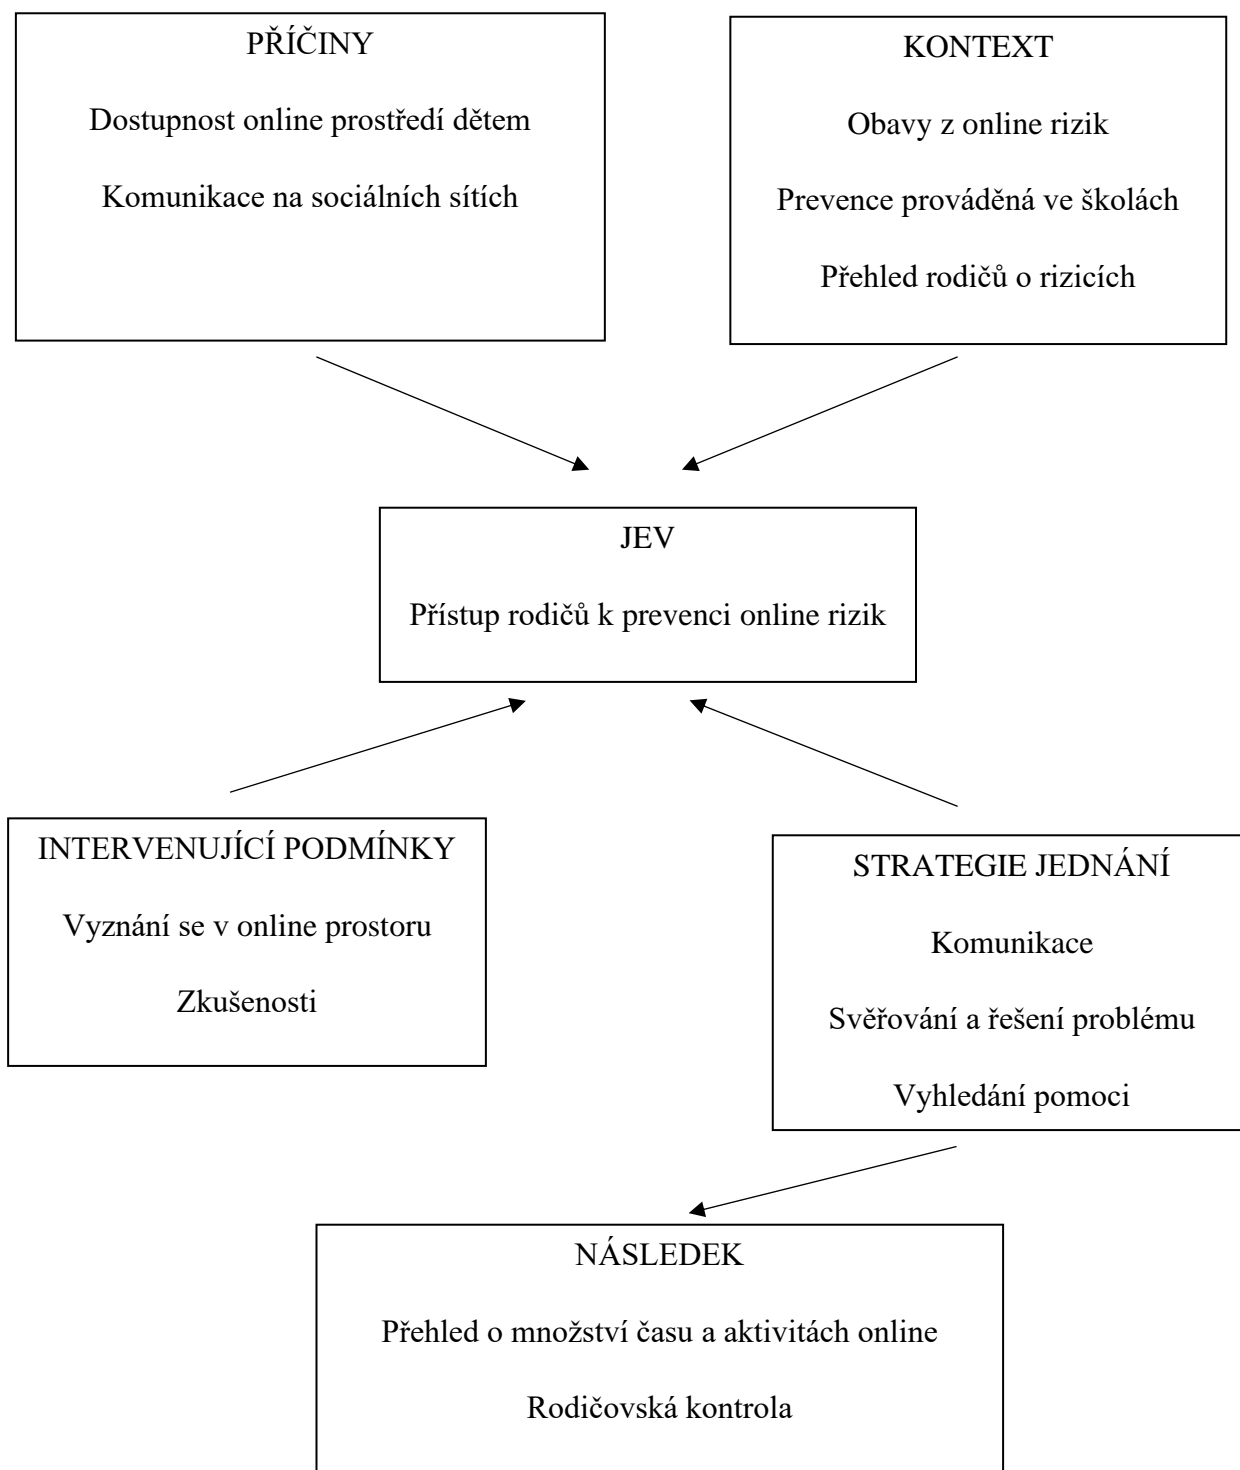 PŘÍČINY
Dostupnost online prostředí dětem
Komunikace na sociálních sítích
KONTEXT
Obavy z online rizik
Prevence prováděná ve školách
Přehled rodičů o rizicích
JEV
Přístup rodičů k prevenci online rizik
INTERVENUJÍCÍ PODMÍNKY
Vyznání se v online prostoru
Zkušenosti
STRATEGIE JEDNÁNÍ
Komunikace
Svěřování a řešení problému
Vyhledání pomoci
NÁSLEDEK
Přehled o množství času a aktivitách online
Rodičovská kontrola